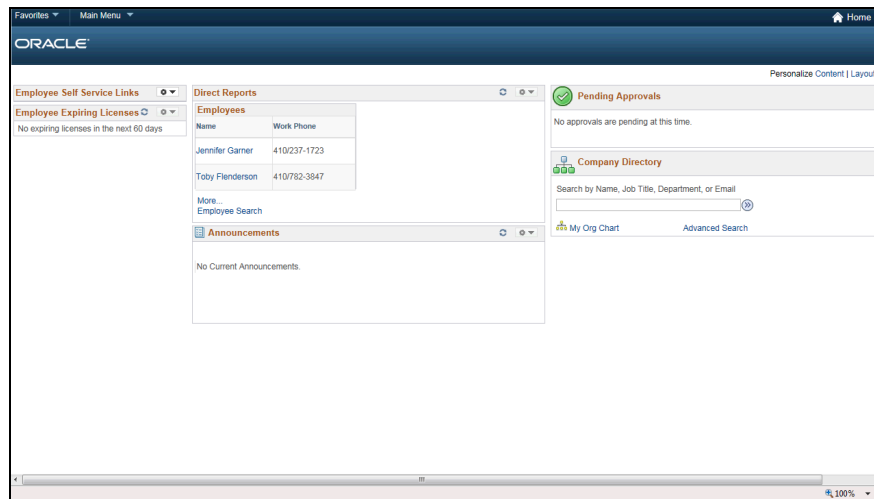 Favorites Main Menu Home
ORACLE
Personalize Content | Layout
Employee Self Service Links
Employee Expiring Licenses
No expiring licenses in the next 60 days
Direct Reports
Employees
Name Work Phone
Jennifer Garner 410/237-1723
Toby Flenderson 410/782-3847
More...
Employee Search
Announcements
No Current Announcements.
Pending Approvals
No approvals are pending at this time.
Company Directory
Search by Name, Job Title, Department, or Email
My Org Chart Advanced Search
100%